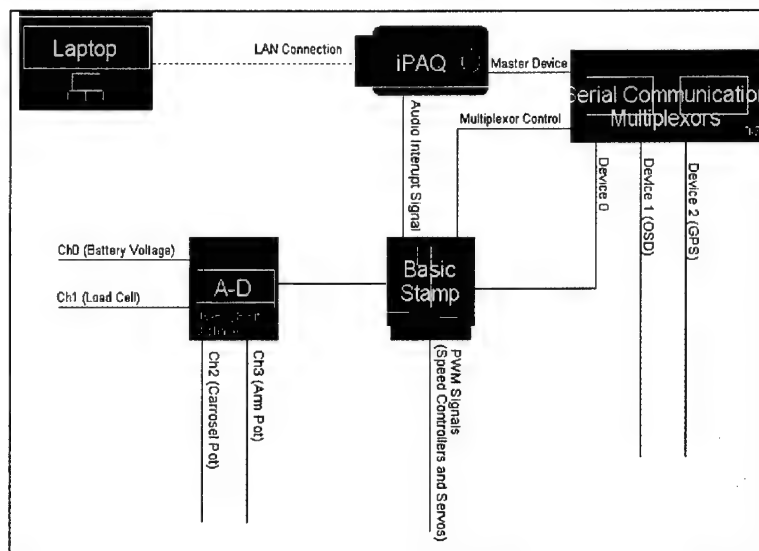 Laptop
LAN Connection
iPAQ
Master Device
Serial Communication
Multiplexors
Audio Interupt Signal
Multiplexor Control
Device 0
Device 1 (OSD)
Device 2 (GPS)
Ch0 (Battery Voltage)
Ch1 (Load Cell)
A-D
Basic
Stamp
Ch2 (Carrosel Pot)
Ch3 (Arm Pot)
PWM Signals
(Speed Controllers and Servos)